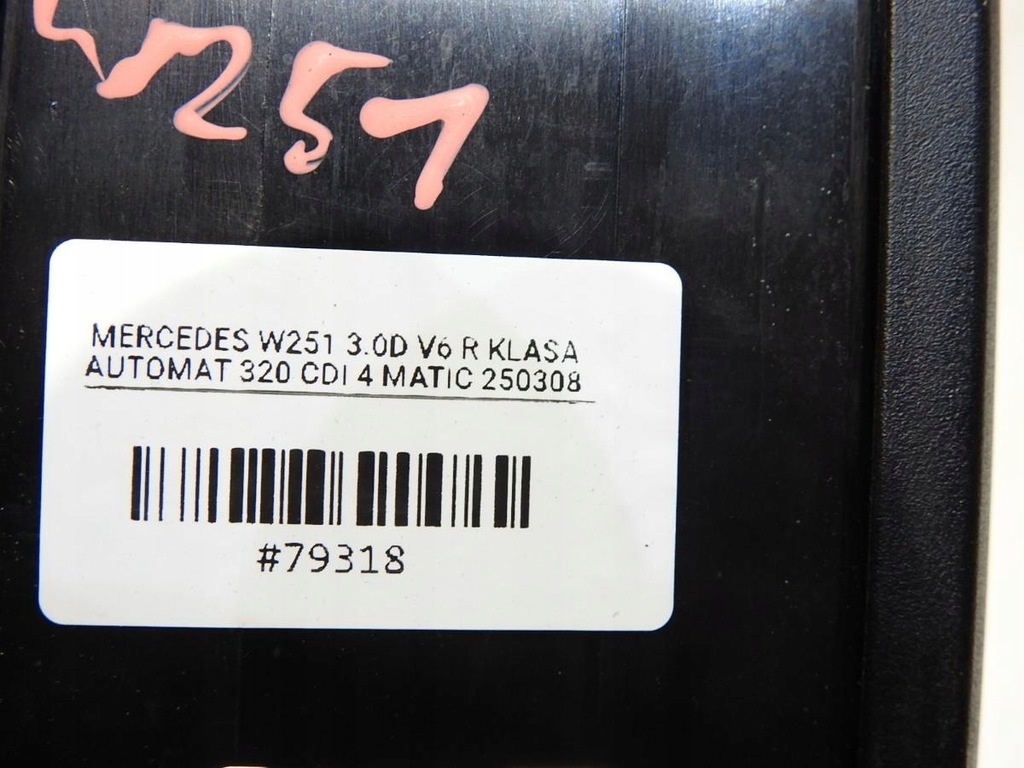 W251
MERCEDES W251 3.0D V6 R KLASA
AUTOMAT 320 CDI 4 MATIC 250308
#79318